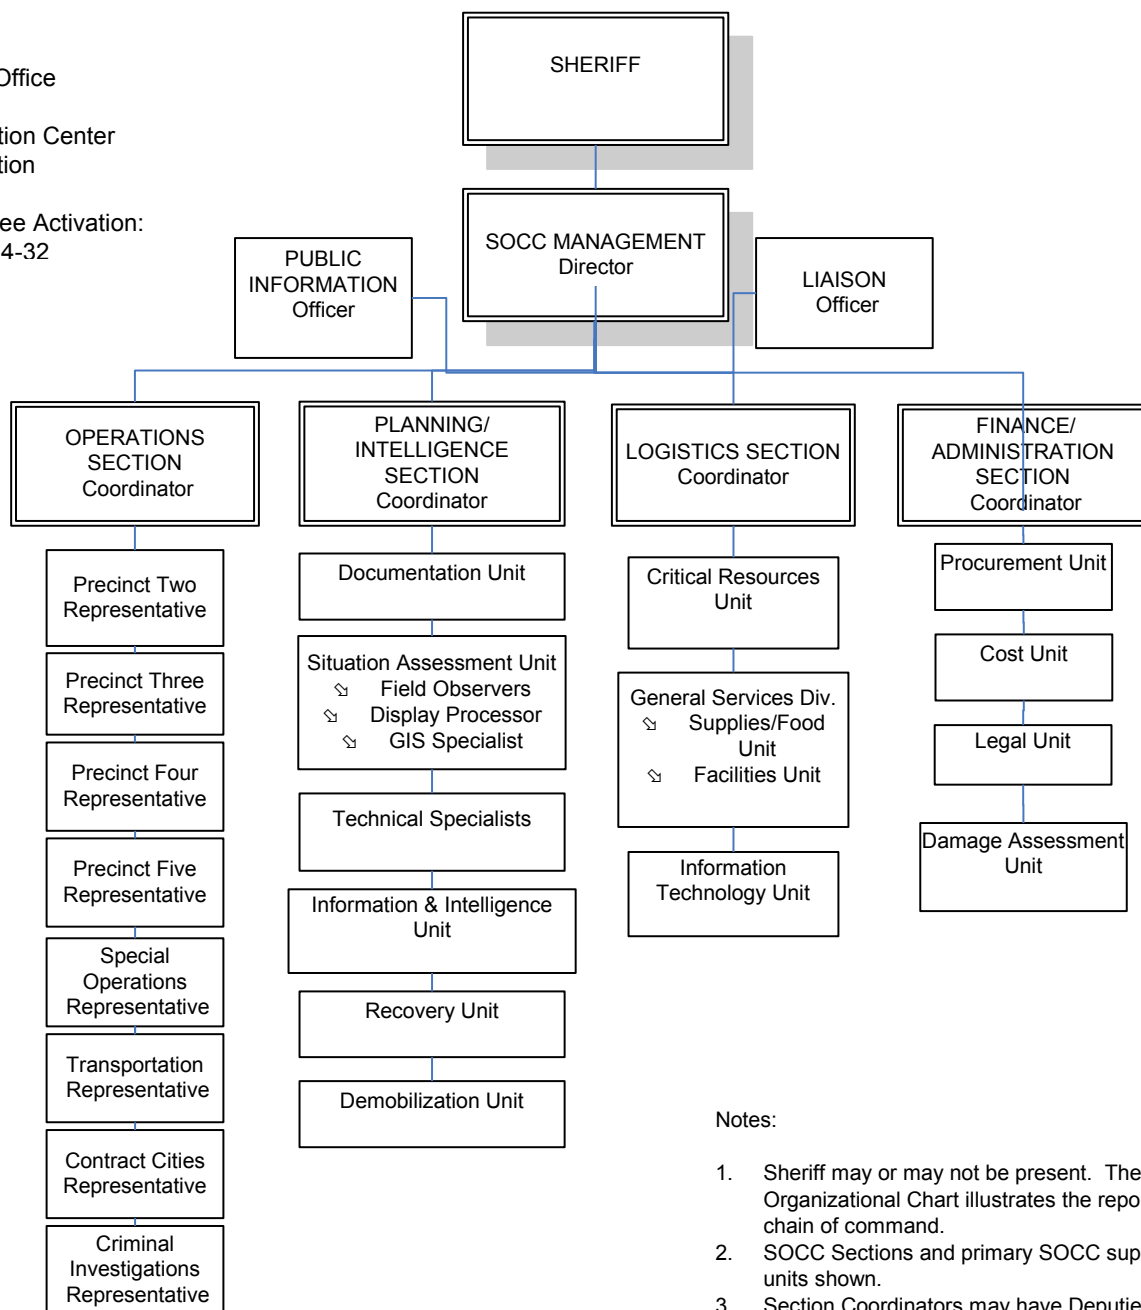 Office
tion Center
tion
ee Activation:
4-32
SHERIFF
SOCC MANAGEMENT
Director
PUBLIC
INFORMATION
Officer
LIAISON
Officer
OPERATIONS
SECTION
Coordinator
PLANNING/
INTELLIGENCE
SECTION
Coordinator
LOGISTICS SECTION
Coordinator
FINANCE/
ADMINISTRATION
SECTION
Coordinator
Precinct Two
Representative
Precinct Three
Representative
Precinct Four
Representative
Precinct Five
Representative
Special
Operations
Representative
Transportation
Representative
Contract Cities
Representative
Criminal
Investigations
Representative
Documentation Unit
Situation Assessment Unit
Field Observers
Display Processor
GIS Specialist
Technical Specialists
Information & Intelligence
Unit
Recovery Unit
Demobilization Unit
Critical Resources
Unit
General Services Div.
Supplies/Food
Unit
Facilities Unit
Information
Technology Unit
Procurement Unit
Cost Unit
Legal Unit
Damage Assessment
Unit
Notes:
1. Sheriff may or may not be present. The
Organizational Chart illustrates the repo
chain of command.
2. SOCC Sections and primary SOCC sup
units shown.
3. Section Coordinators may have Deputie